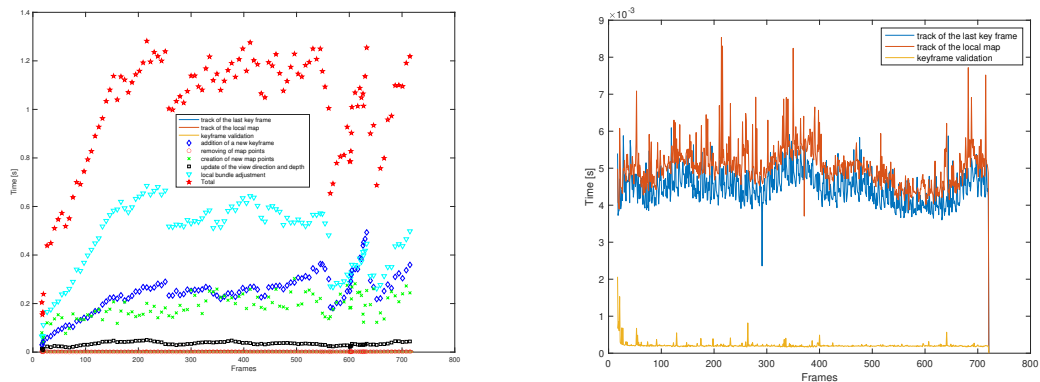 1.4
1.2
1
0.8
0.6
0.4
0.2
0
Time [s]
track of the last key frame
track of the local map
keyframe validation
addition of a new keyframe
removing of map points
creation of new map points
update of the view direction and depth
local bundle adjustment
Total
0 100 200 300 400 500 600 700 800
Frames
×10⁻³
9
8
7
6
5
4
3
2
1
0
Time [s]
track of the last key frame
track of the local map
keyframe validation
0 100 200 300 400 500 600 700 800
Frames